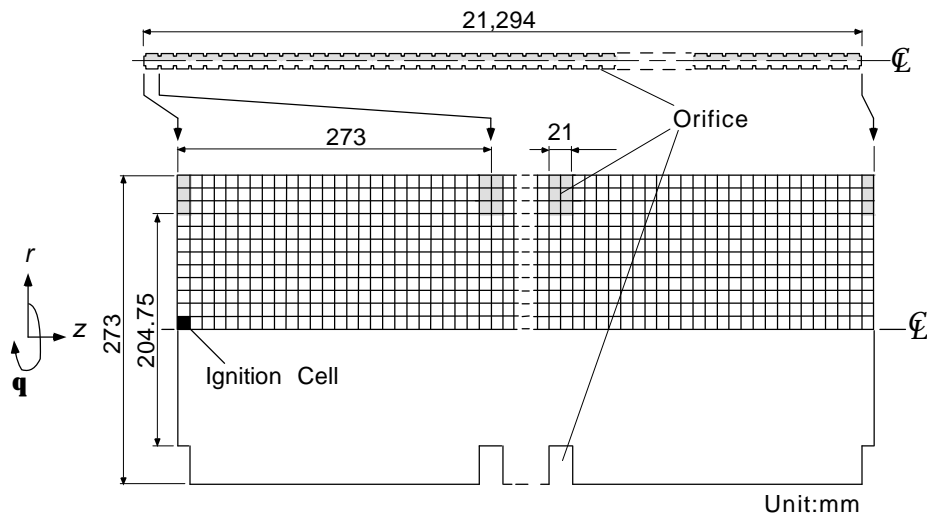 21,294
℄
Orifice
273
21
r
z
q
273
204.75
℄
Ignition Cell
Unit:mm